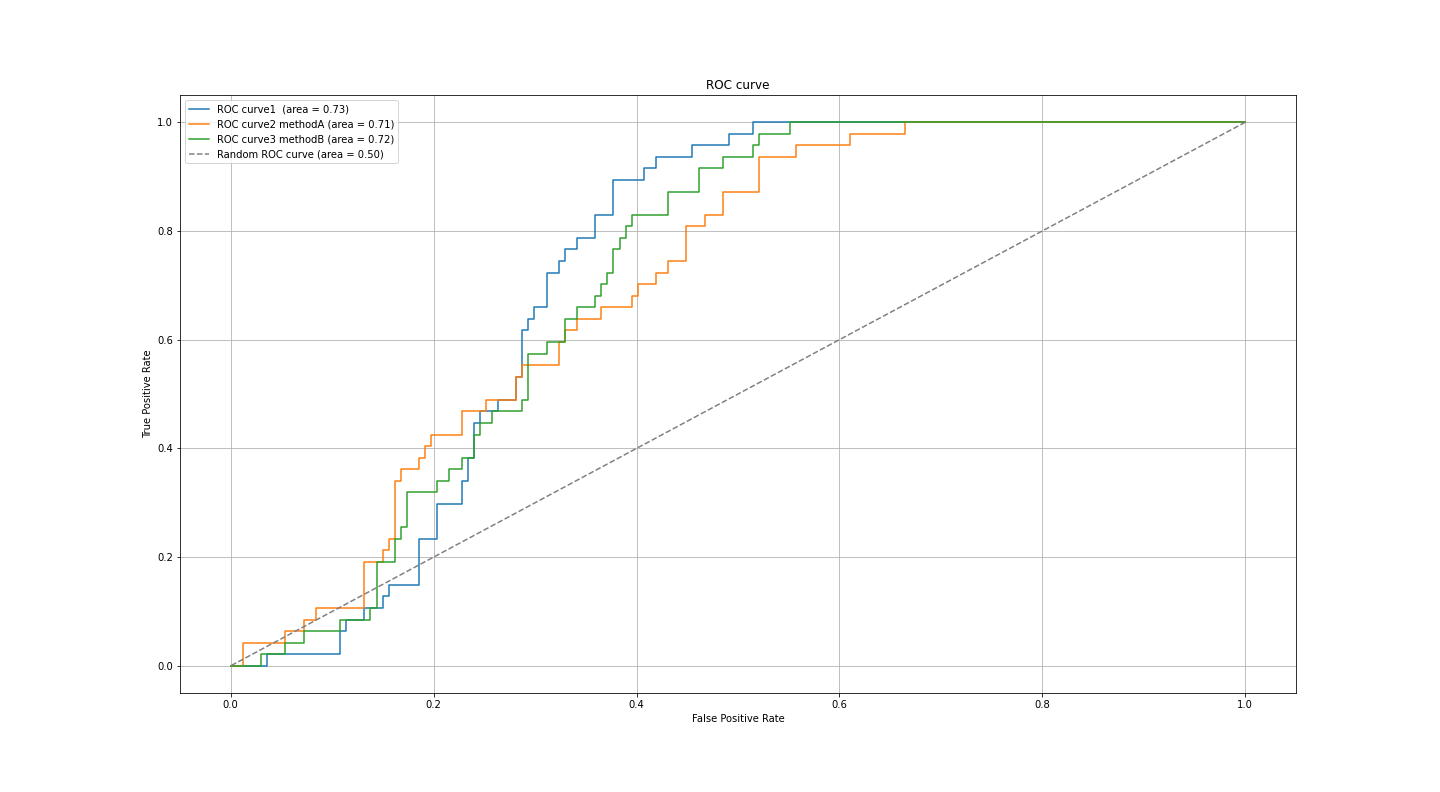 ROC curve
ROC curve1  (area = 0.73)
ROC curve2 methodA (area = 0.71)
ROC curve3 methodB (area = 0.72)
Random ROC curve (area = 0.50)
True Positive Rate
1.0
0.8
0.6
0.4
0.2
0.0
0.0 0.2 0.4 0.6 0.8 1.0
False Positive Rate